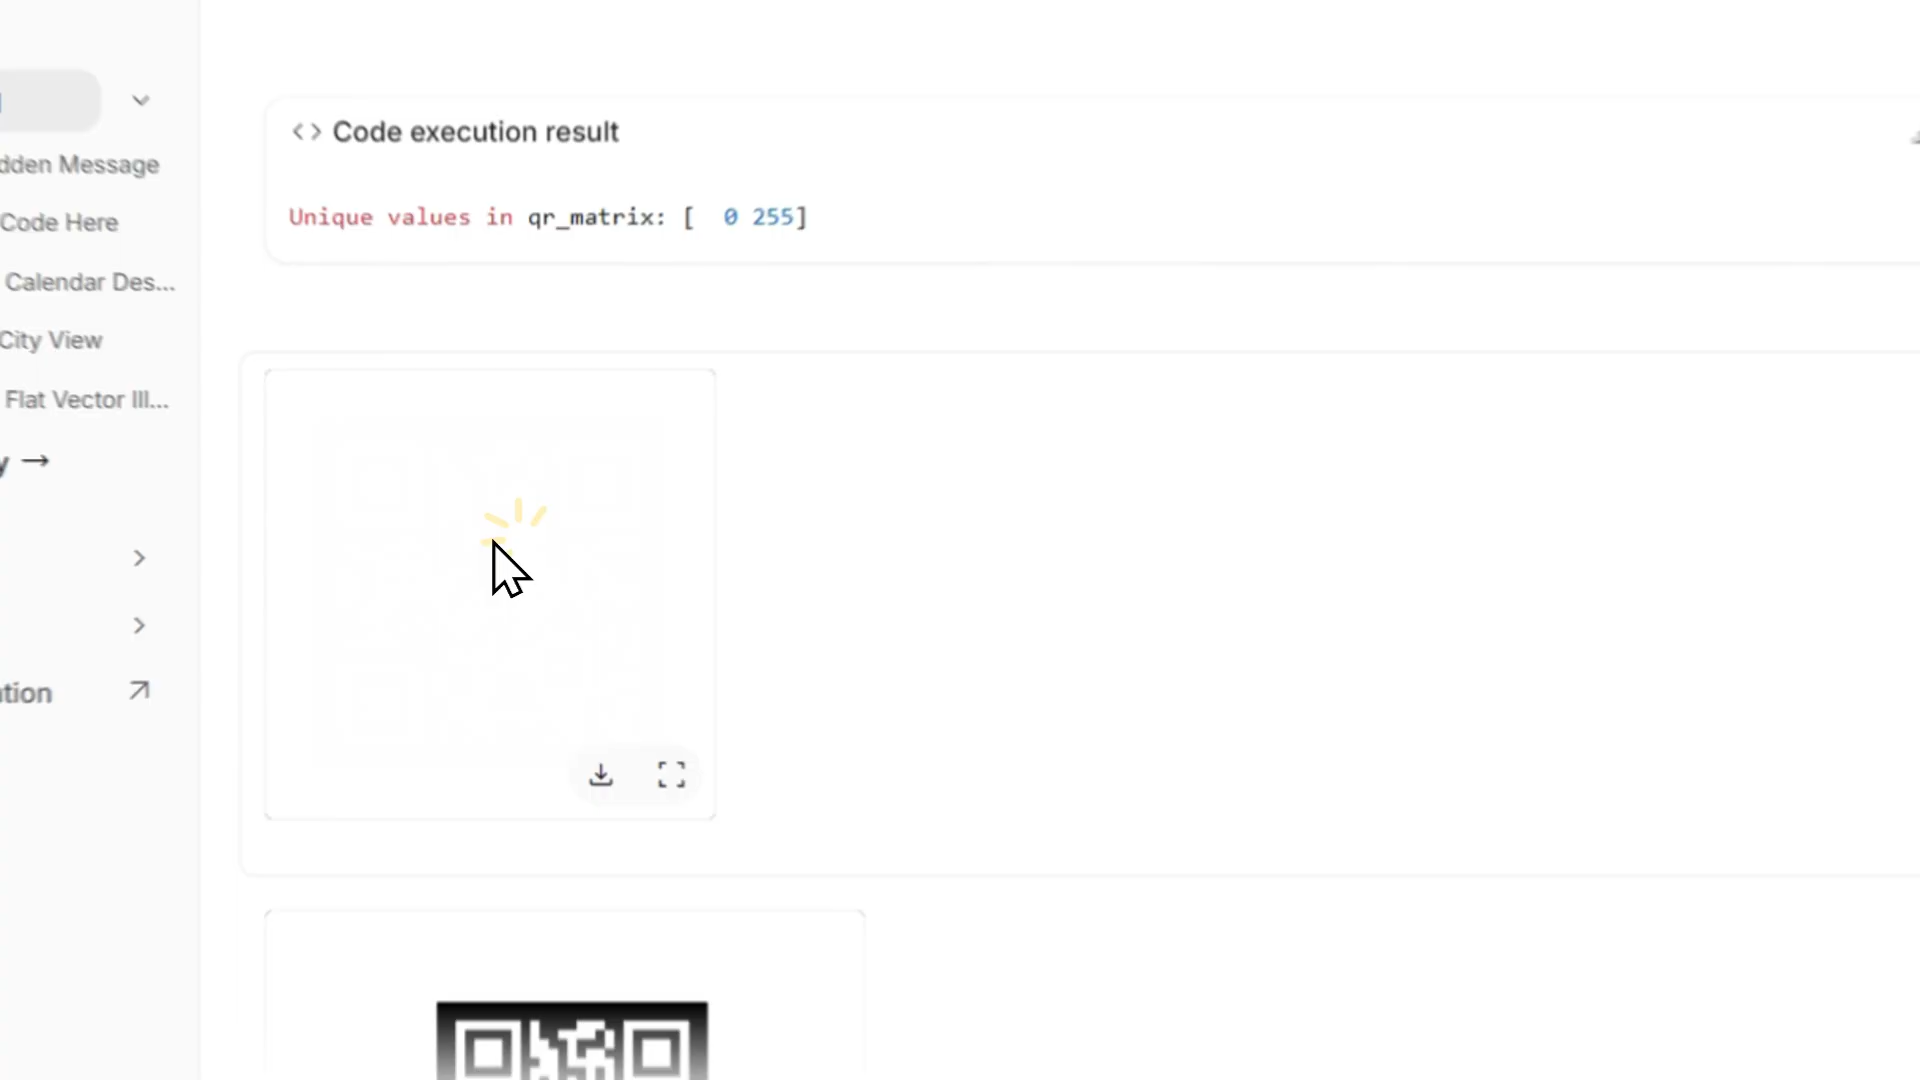 dden Message
Code Here
Calendar Des...
City View
Flat Vector Ill...
y →
ation
<> Code execution result
Unique values in qr_matrix: [  0 255]